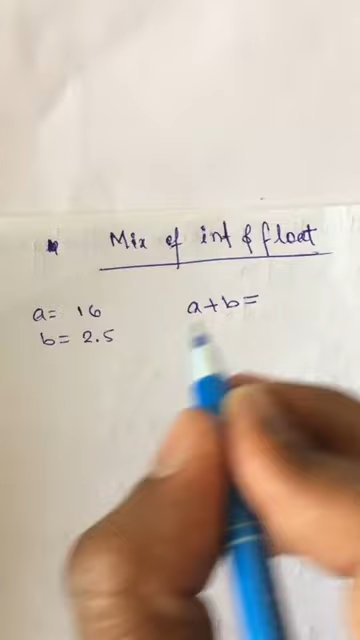 Mix of int & float
a= 16
a+b=
b= 2.5